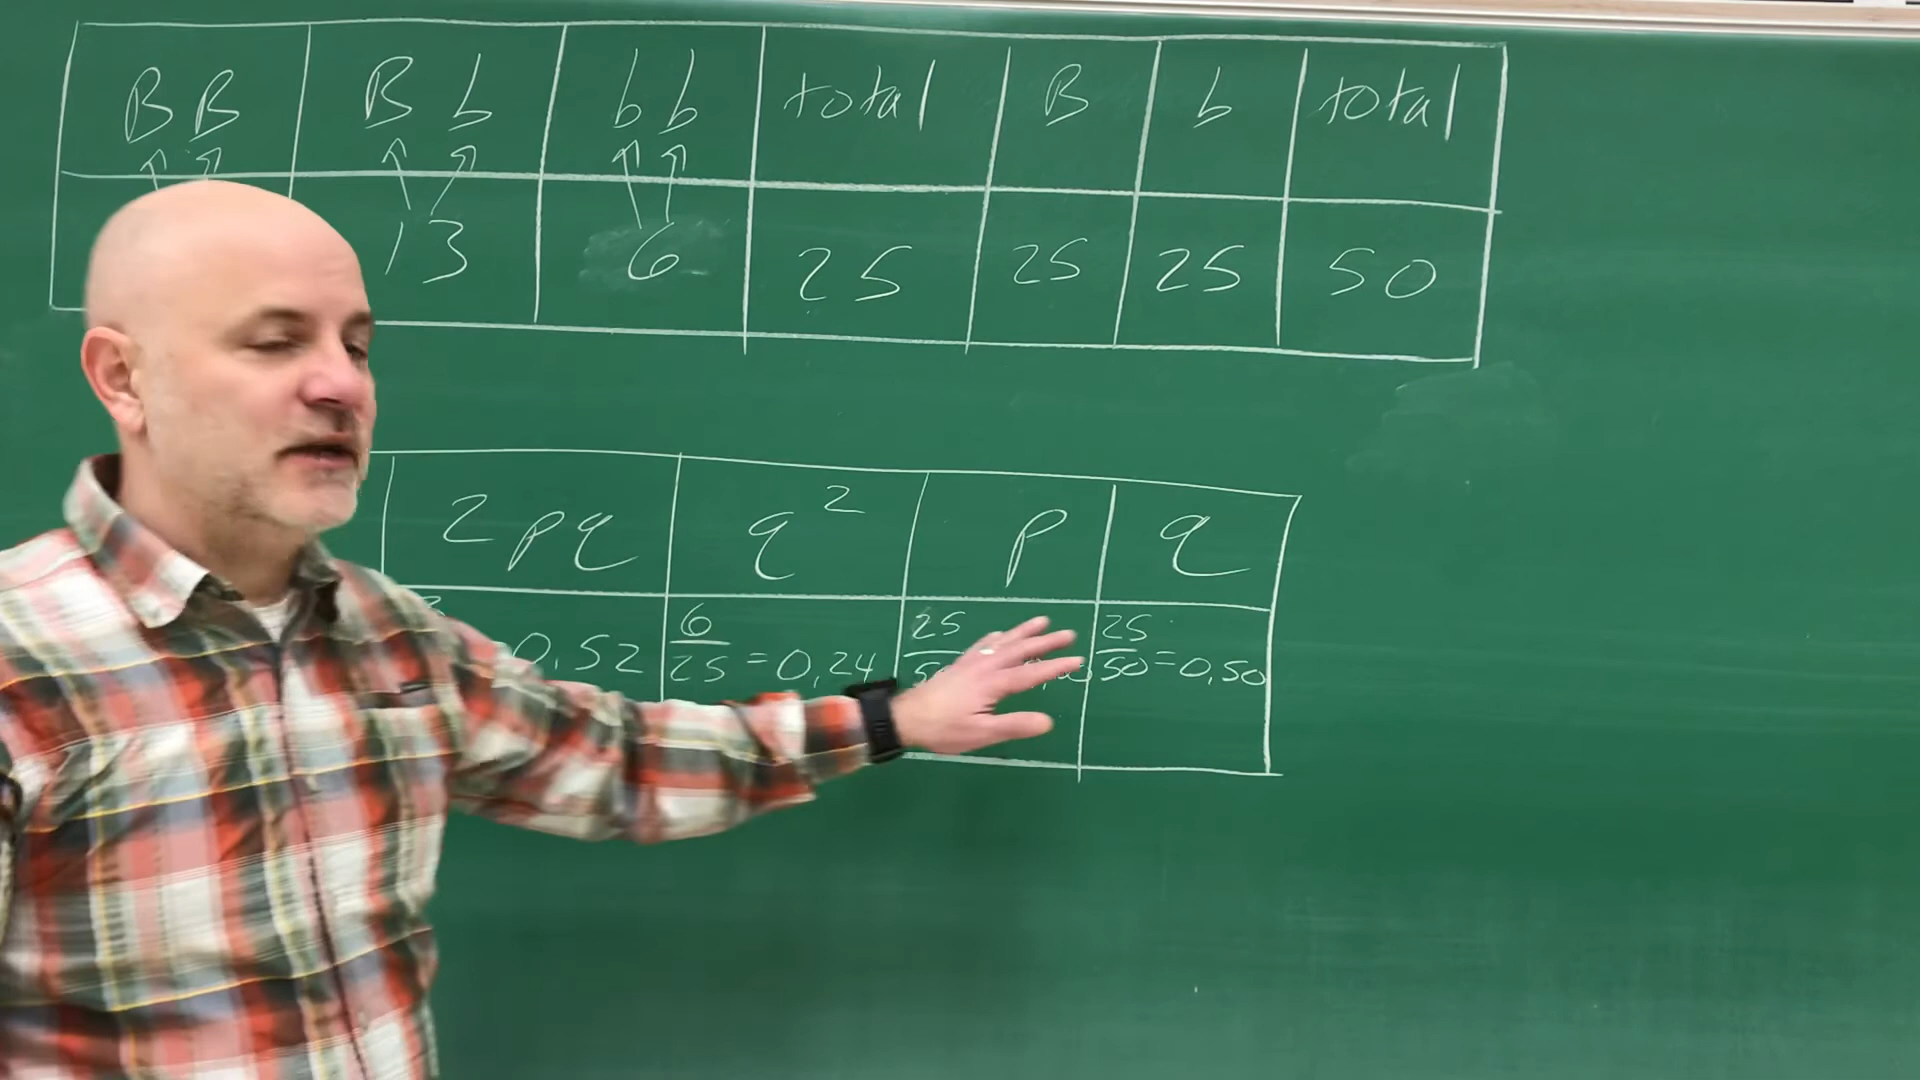 BB Bb bb total B b total
13 6 25 25 25 50
2pq q² p q
0,52 6/25 = 0,24 25/50 25/50 = 0,50